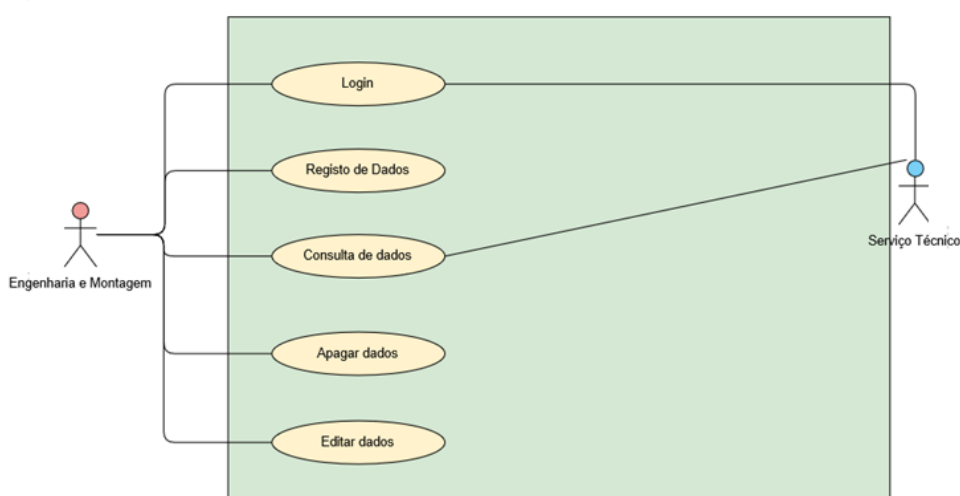 Login
Registo de Dados
Consulta de dados
Serviço Técnico
Engenharia e Montagem
Apagar dados
Editar dados